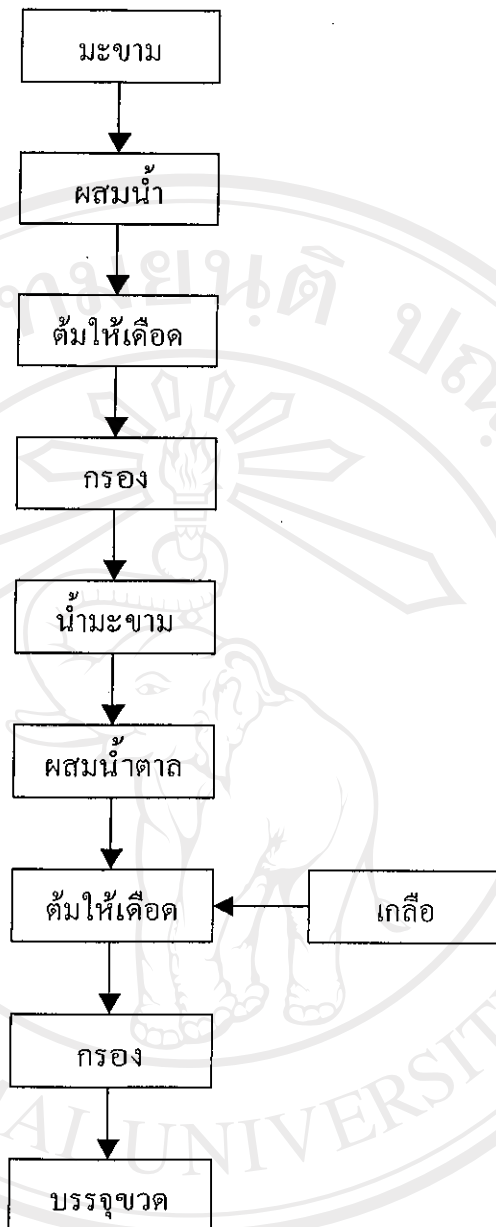 มะขาม
ผสมน้ำ
ต้มให้เดือด
กรอง
น้ำมะขาม
ผสมน้ำตาล
ต้มให้เดือด
เกลือ
กรอง
บรรจุขวด